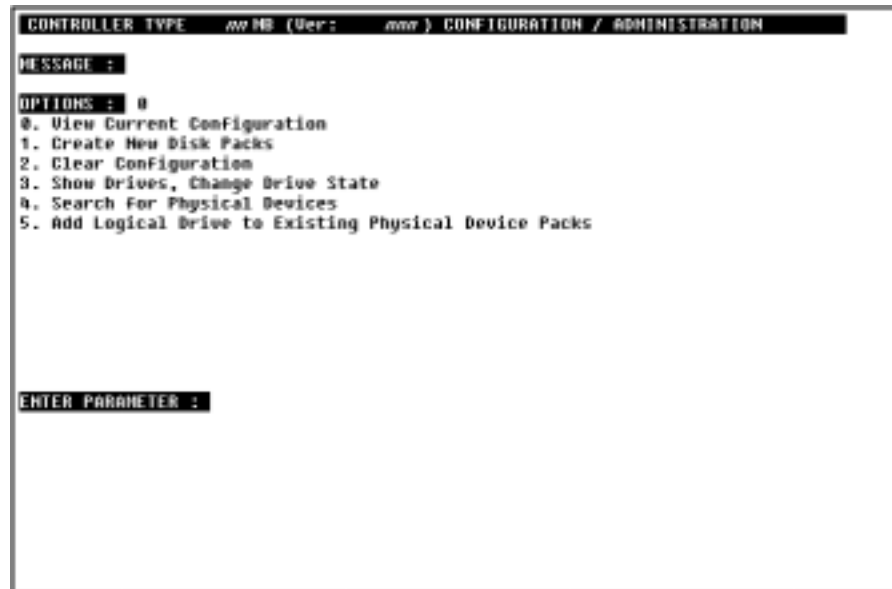 CONTROLLER TYPE nn MB (Ver: nnn ) CONFIGURATION / ADMINISTRATION
MESSAGE :
OPTIONS : 0
0. View Current Configuration
1. Create New Disk Packs
2. Clear Configuration
3. Show Drives, Change Drive State
4. Search For Physical Devices
5. Add Logical Drive to Existing Physical Device Packs
ENTER PARAMETER :